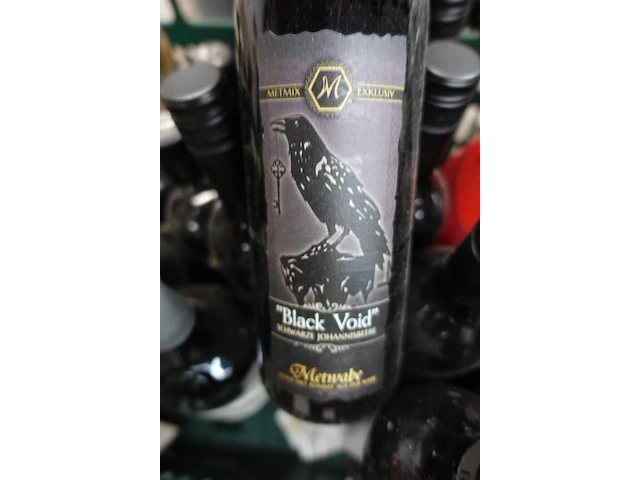 METMIX M EXKLUSIV
"Black Void"
SCHWARZE JOHANNISBEERE
Metwabe